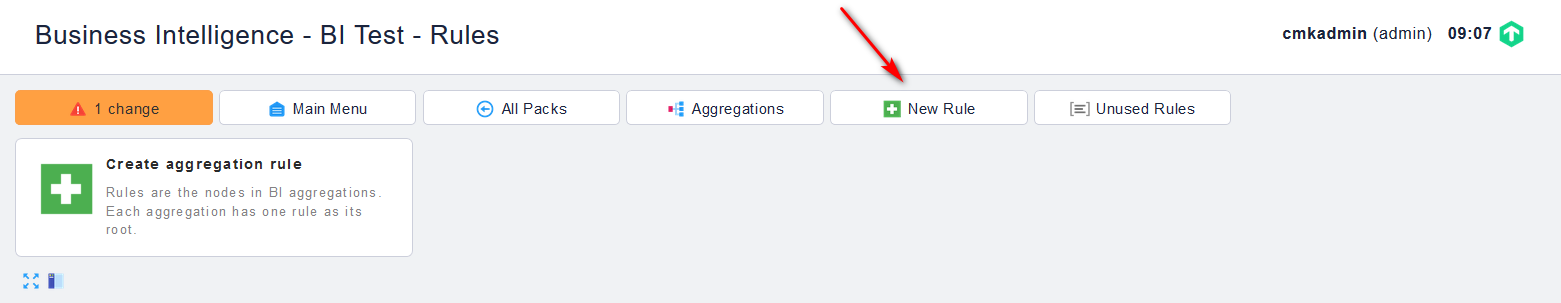 Business Intelligence - BI Test - Rules
cmkadmin (admin) 09:07
1 change
Main Menu
All Packs
Aggregations
New Rule
Unused Rules
Create aggregation rule
Rules are the nodes in BI aggregations.
Each aggregation has one rule as its
root.